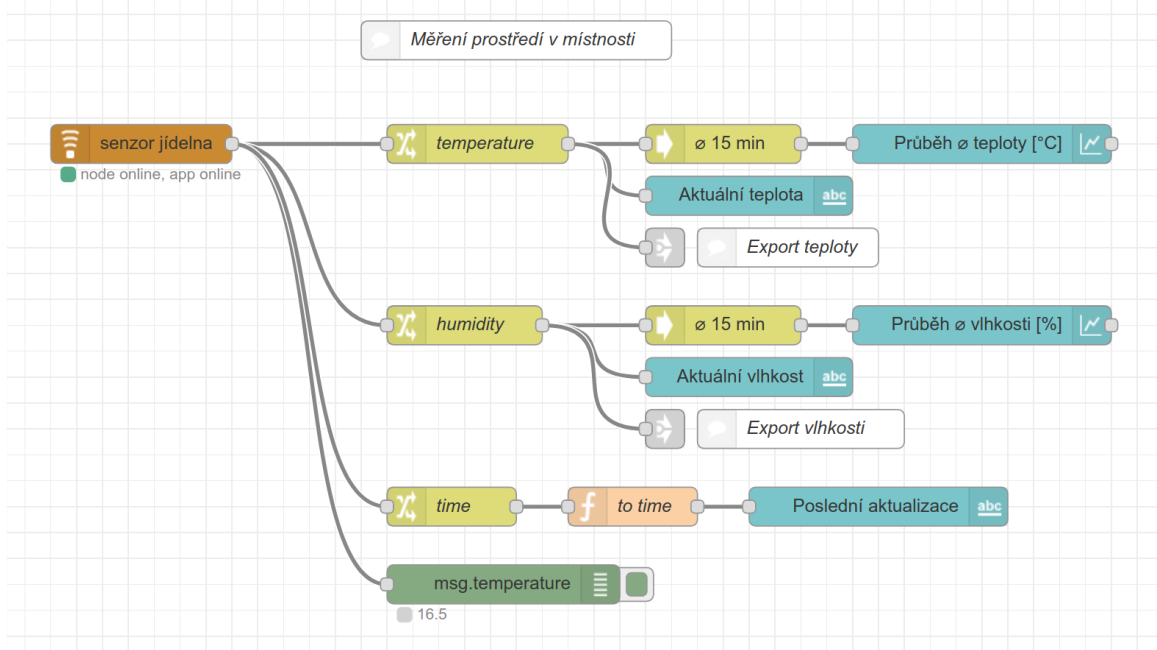 Měření prostředí v místnosti
senzor jídelna
node online, app online
temperature
⌀ 15 min
Průběh ⌀ teploty [°C]
Aktuální teplota
abc
Export teploty
humidity
⌀ 15 min
Průběh ⌀ vlhkosti [%]
Aktuální vlhkost
abc
Export vlhkosti
time
to time
Poslední aktualizace
abc
msg.temperature
16.5